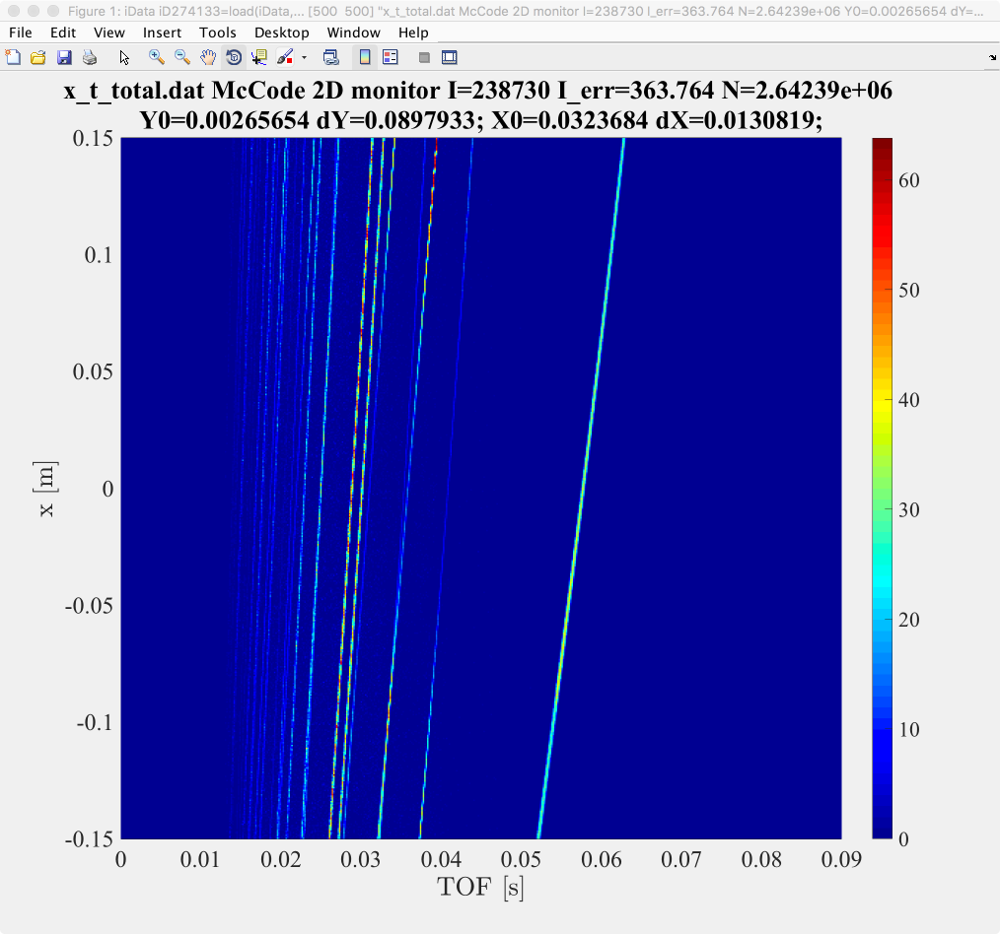 Figure 1: iData iD274133=load(iData,... [500 500] "x_t_total.dat McCode 2D monitor I=238730 I_err=363.764 N=2.64239e+06 Y0=0.00265654 dY=...
File Edit View Insert Tools Desktop Window Help
x_t_total.dat McCode 2D monitor I=238730 I_err=363.764 N=2.64239e+06
Y0=0.00265654 dY=0.0897933; X0=0.0323684 dX=0.0130819;
0.15
0.1
0.05
0
-0.05
-0.1
-0.15
x [m]
0 0.01 0.02 0.03 0.04 0.05 0.06 0.07 0.08 0.09
TOF [s]
60
50
40
30
20
10
0